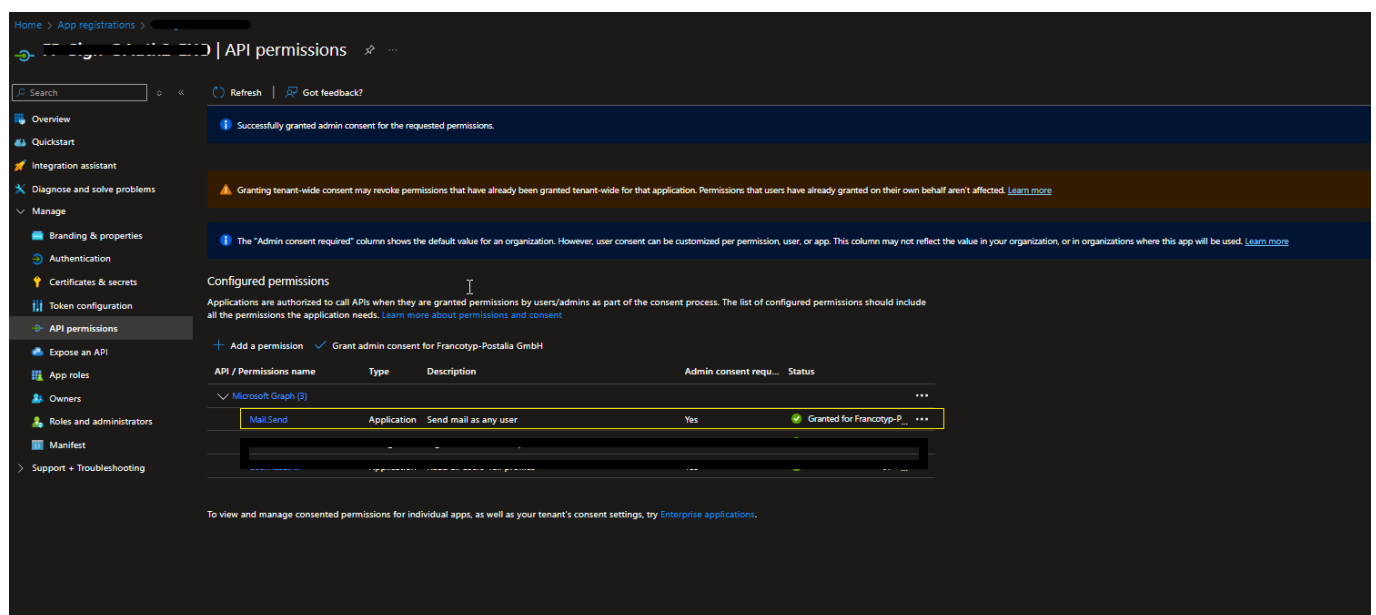 Home > App registrations >
| API permissions
Search
Refresh
Got feedback?
Overview
Quickstart
Integration assistant
Diagnose and solve problems
Manage
Branding & properties
Authentication
Certificates & secrets
Token configuration
API permissions
Expose an API
App roles
Owners
Roles and administrators
Manifest
Support + Troubleshooting
Successfully granted admin consent for the requested permissions.
Granting tenant-wide consent may revoke permissions that have already been granted tenant-wide for that application. Permissions that users have already granted on their own behalf aren't affected. Learn more
The "Admin consent required" column shows the default value for an organization. However, user consent can be customized per permission, user, or app. This column may not reflect the value in your organization, or in organizations where this app will be used. Learn more
Configured permissions
Applications are authorized to call APIs when they are granted permissions by users/admins as part of the consent process. The list of configured permissions should include
all the permissions the application needs. Learn more about permissions and consent
Add a permission
Grant admin consent for Francotyp-Postalia GmbH
API / Permissions name Type Description Admin consent requ... Status
Microsoft Graph (3)
Mail.Send Application Send mail as any user Yes Granted for Francotyp-P...
To view and manage consented permissions for individual apps, as well as your tenant's consent settings, try Enterprise applications.